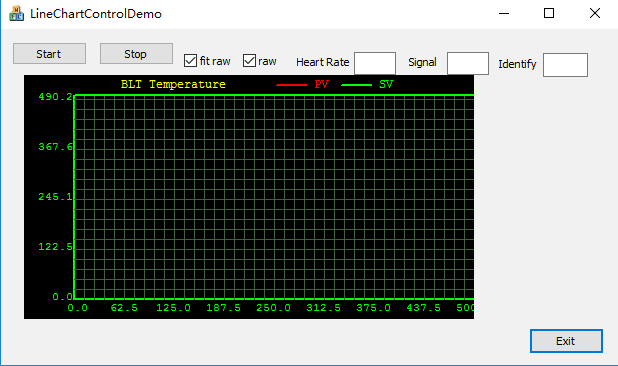 LineChartControlDemo
Start Stop fit raw raw Heart Rate Signal Identify
BLT Temperature PV SV
490.2
367.6
245.1
122.5
0.0
0.0 62.5 125.0 187.5 250.0 312.5 375.0 437.5 500
Exit